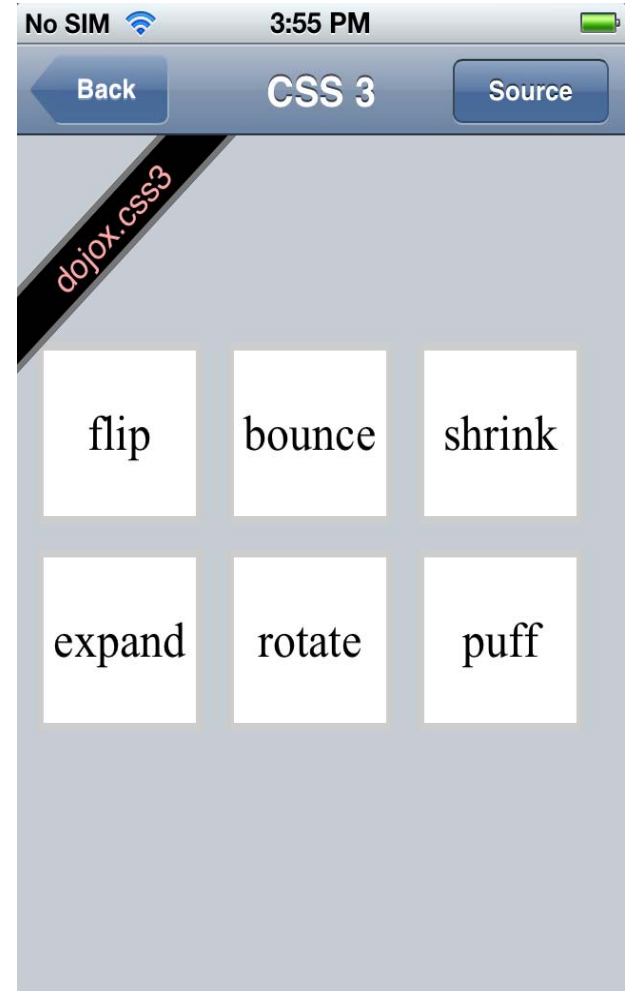 No SIM 3:55 PM
Back CSS 3 Source
dojox.css3
flip bounce shrink
expand rotate puff